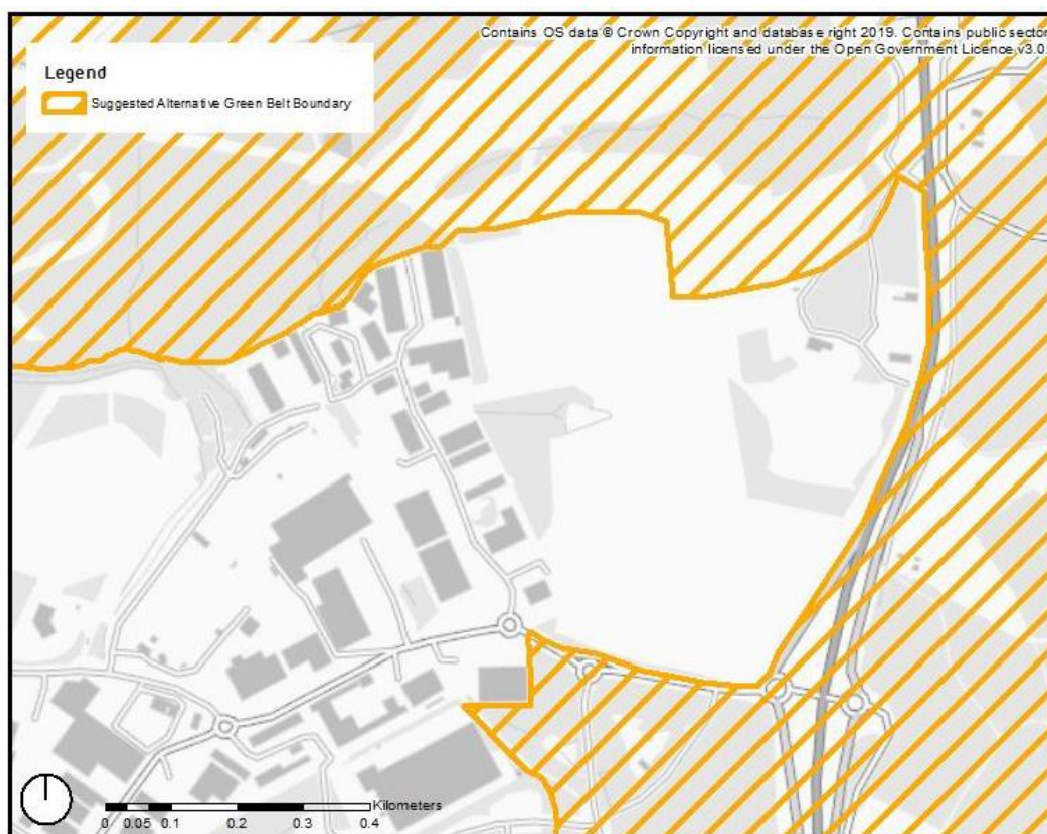 Contains OS data © Crown Copyright and database right 2019. Contains public sector
information licensed under the Open Government Licence v3.0
Legend
Suggested Alternative Green Belt Boundary
Kilometers
0 0.05 0.1 0.2 0.3 0.4